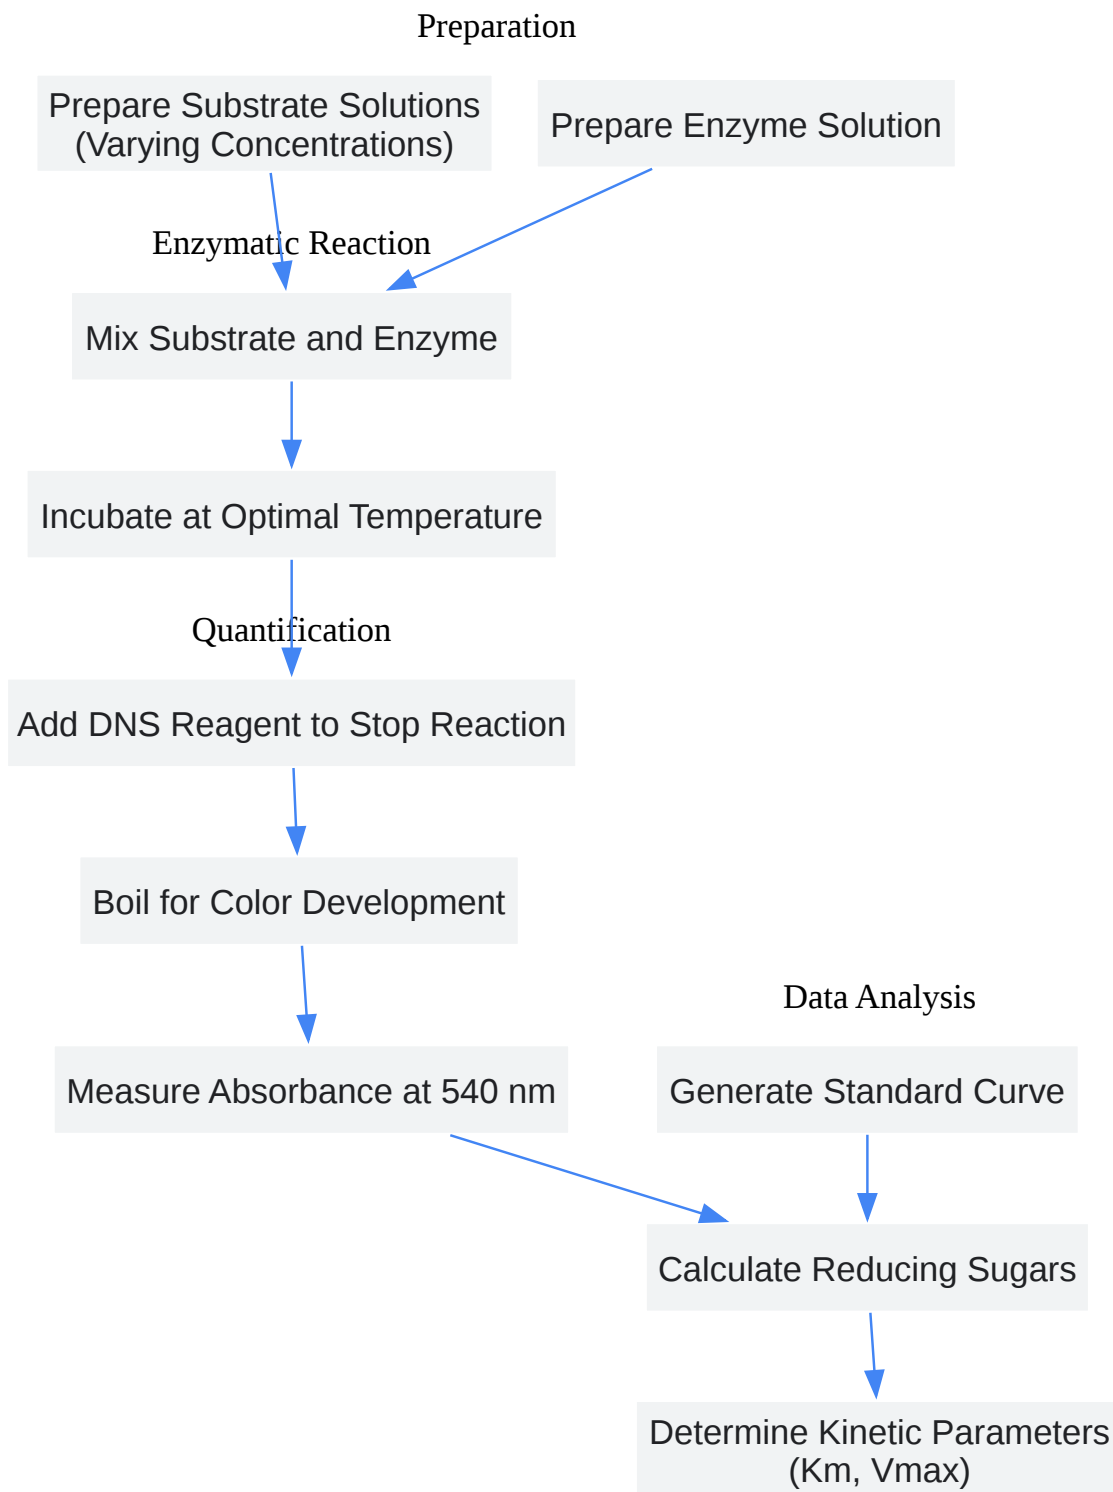 Preparation
Prepare Substrate Solutions
(Varying Concentrations)
Prepare Enzyme Solution
Enzymatic Reaction
Mix Substrate and Enzyme
Incubate at Optimal Temperature
Quantification
Add DNS Reagent to Stop Reaction
Boil for Color Development
Measure Absorbance at 540 nm
Data Analysis
Generate Standard Curve
Calculate Reducing Sugars
Determine Kinetic Parameters
(Km, Vmax)